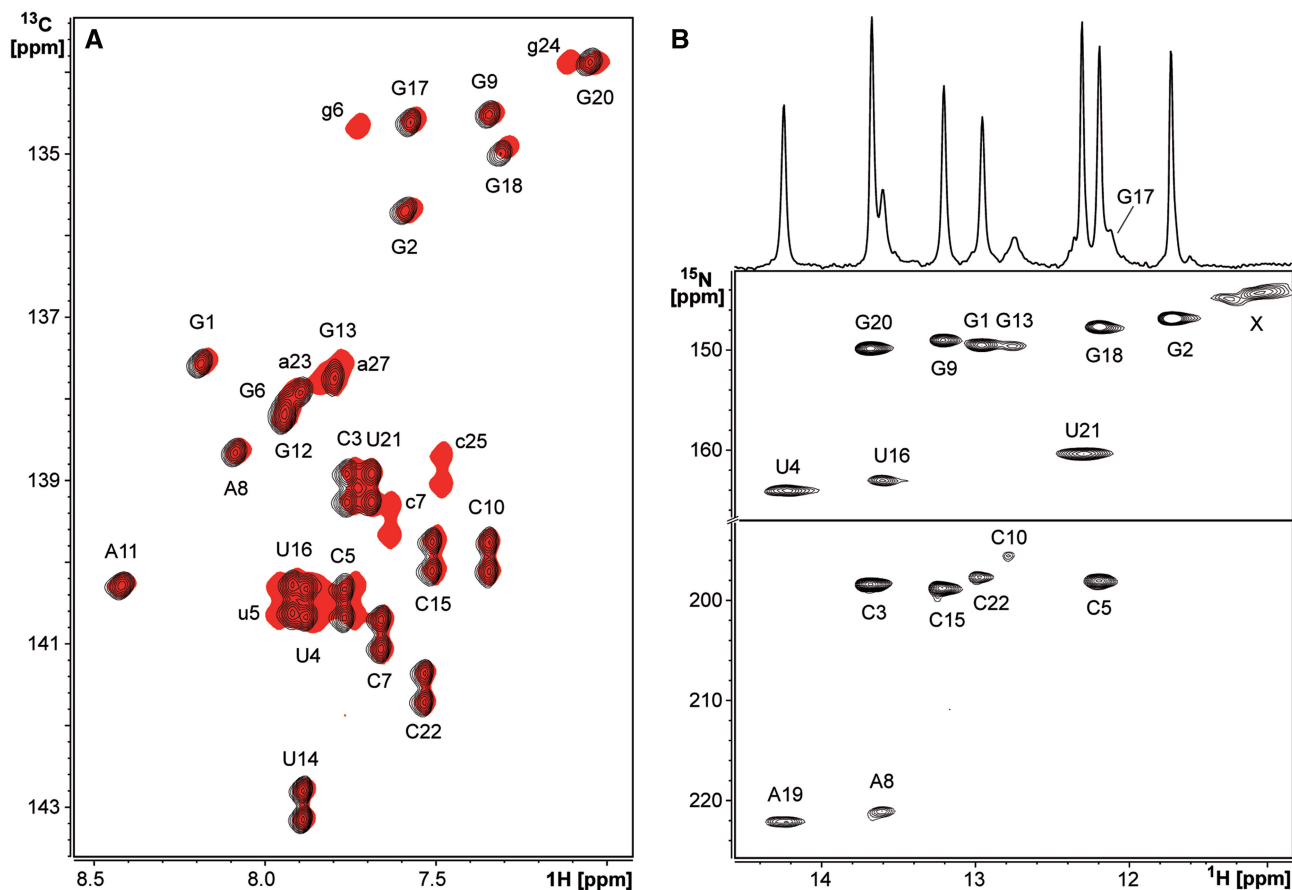 ¹³C
[ppm]
A
g24
G20
G17
G9
g6
G18
G2
135
G1
137
G13
a23
a27
G6
G12
C3 U21
c25
A8
139
c7
C10
A11
U16
C5
C15
u5
U4
141
C7
C22
U14
143
8.5
8.0
7.5
1H [ppm]
B
G17
¹⁵N
[ppm]
G20
G1 G13
X
150
G9
G18
G2
U21
160
U4
U16
C10
200
C3
C15
C22
C5
210
A19
A8
220
14
13
12
¹H [ppm]